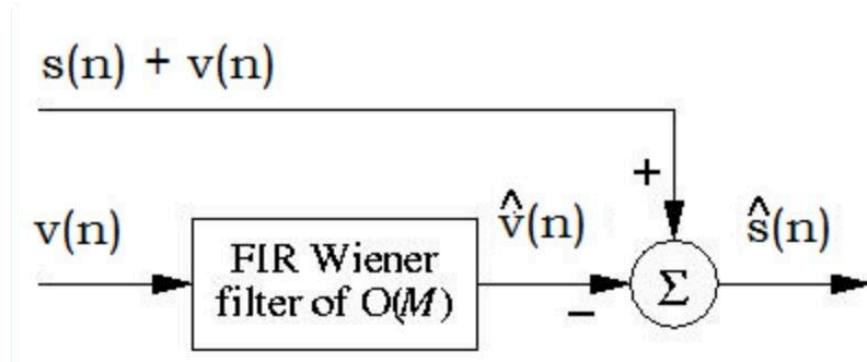 s(n) + v(n)
+
v(n)
FIR Wiener
filter of O(M)
v̂(n)
−
Σ
ŝ(n)